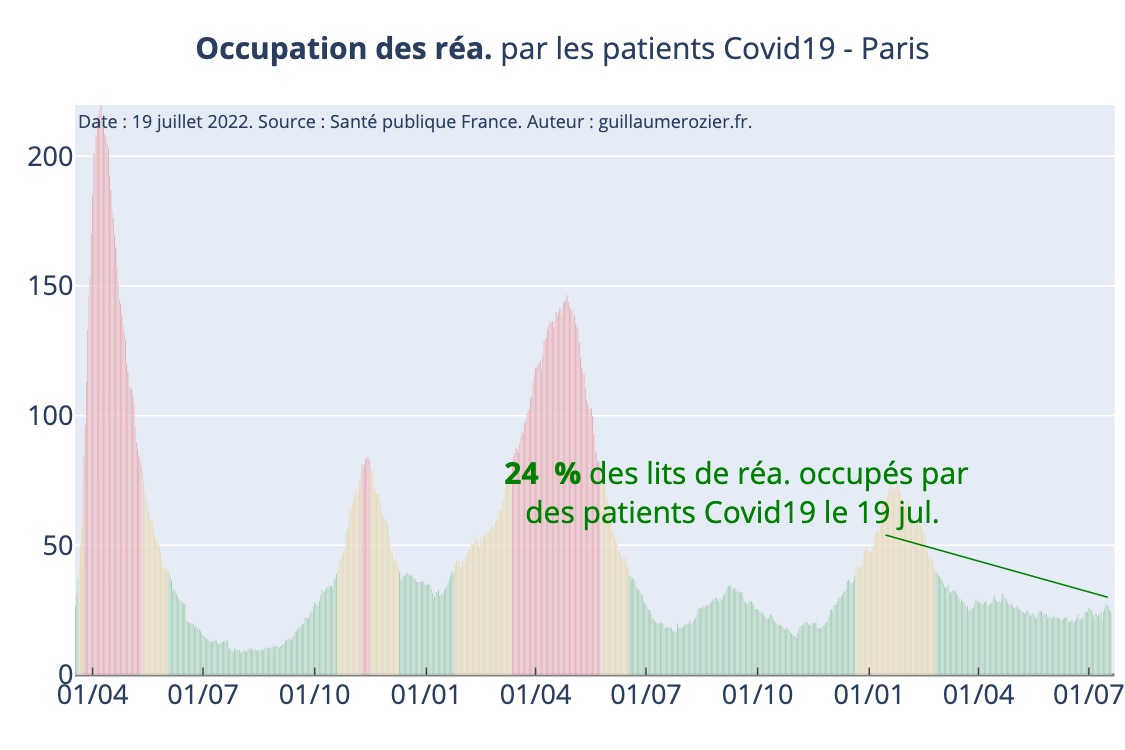 Occupation des réa. par les patients Covid19 - Paris
Date : 19 juillet 2022. Source : Santé publique France. Auteur : guillaumerozier.fr.
200
150
100
24 % des lits de réa. occupés par
des patients Covid19 le 19 jul.
50
0
01/04 01/07 01/10 01/01 01/04 01/07 01/10 01/01 01/04 01/07